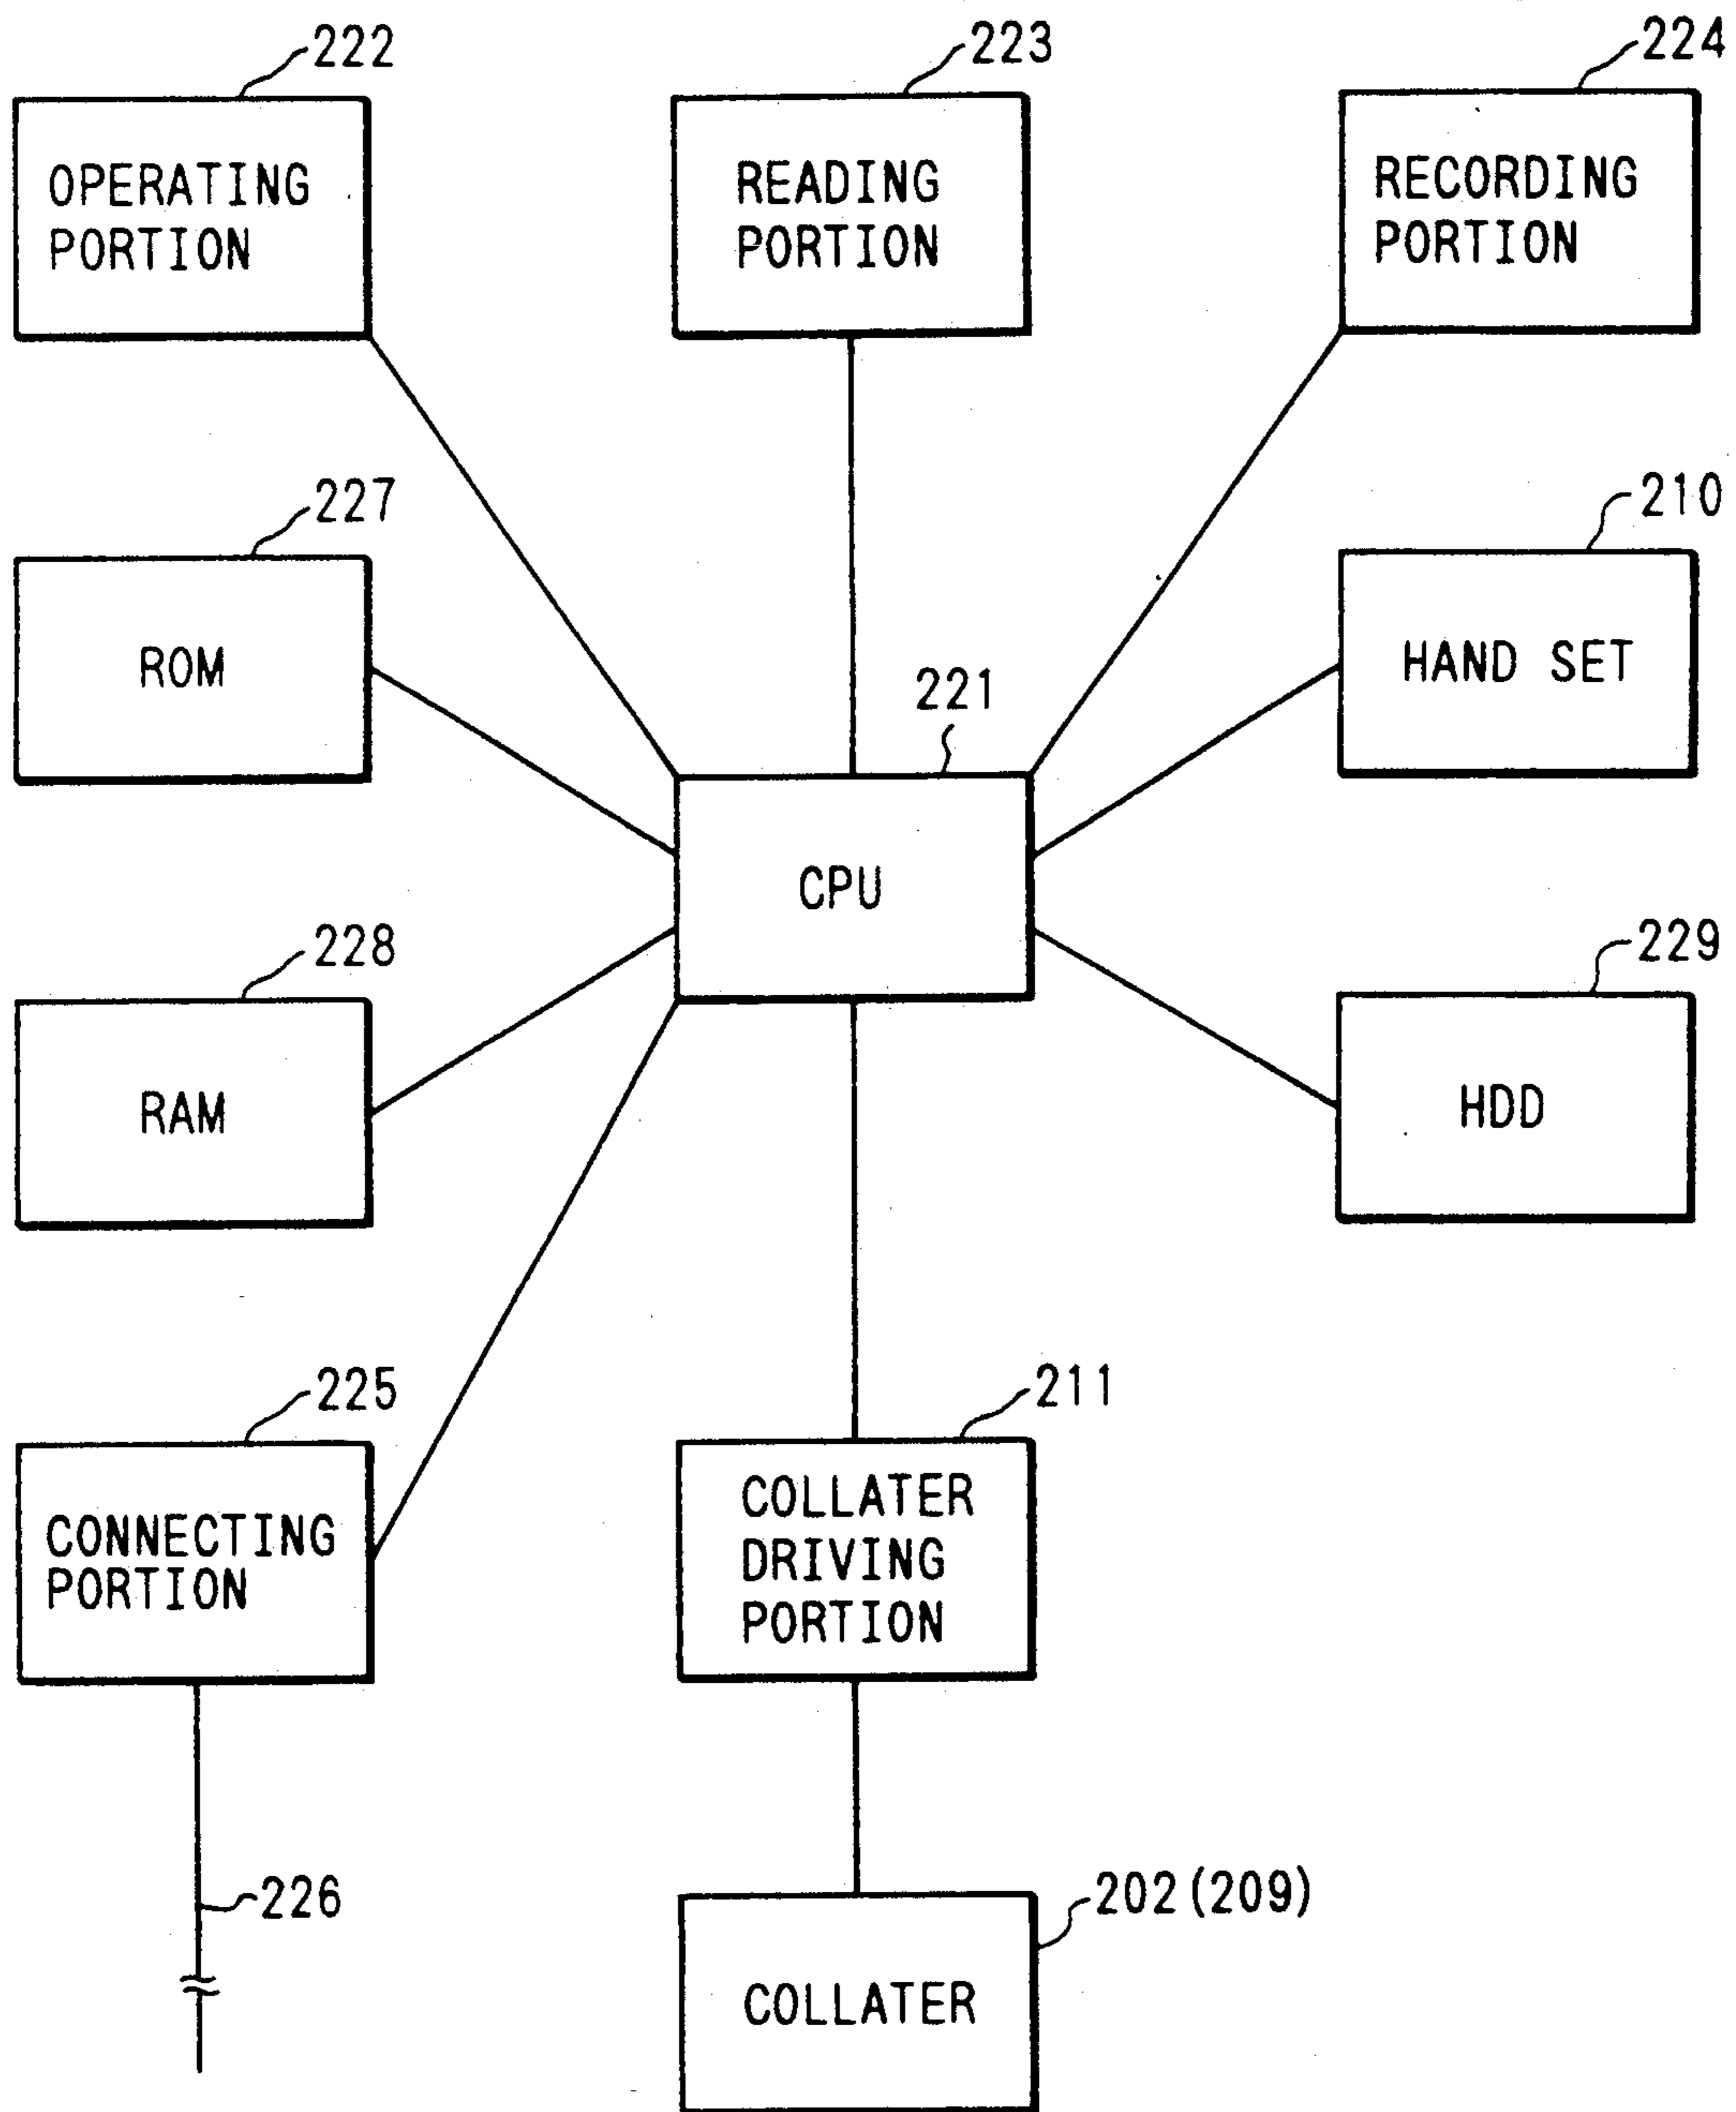 222
223
224
OPERATING
PORTION
READING
PORTION
RECORDING
PORTION
227
210
ROM
HAND SET
221
CPU
228
229
RAM
HDD
225
211
CONNECTING
PORTION
COLLATER
DRIVING
PORTION
226
202(209)
COLLATER